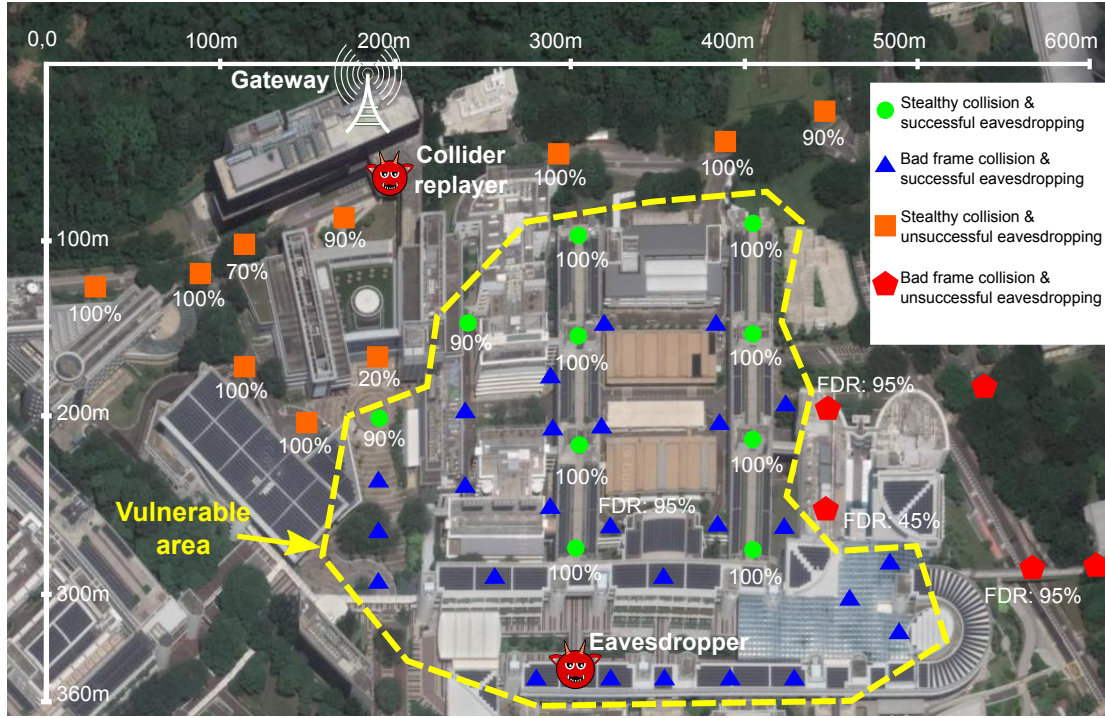 0,0
100m
200m
300m
400m
500m
600m
Gateway
Stealthy collision &
successful eavesdropping
Bad frame collision &
successful eavesdropping
Stealthy collision &
unsuccessful eavesdropping
Bad frame collision &
unsuccessful eavesdropping
90%
100%
100%
Collider
replayer
90%
100m
70%
100%
100%
100%
100%
90%
100%
100%
100%
20%
FDR: 95%
200m
100%
90%
100%
100%
FDR: 95%
Vulnerable
area
FDR: 45%
100%
100%
300m
FDR: 95%
Eavesdropper
360m